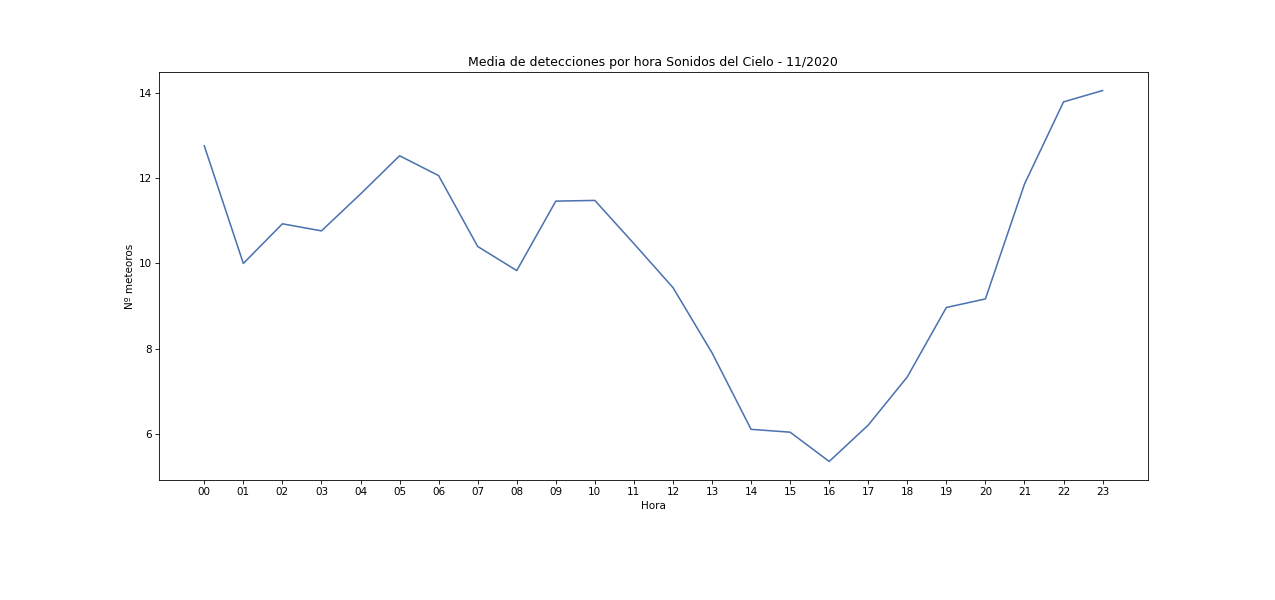 Media de detecciones por hora Sonidos del Cielo - 11/2020
14
12
10
8
6
Nº meteoros
00 01 02 03 04 05 06 07 08 09 10 11 12 13 14 15 16 17 18 19 20 21 22 23
Hora